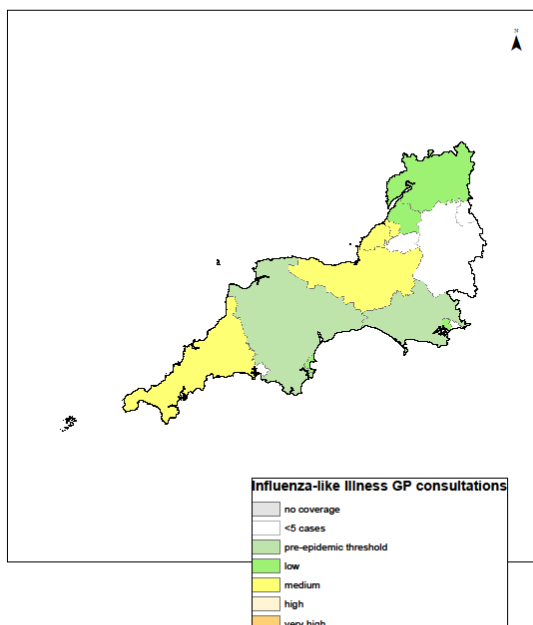 N
Influenza-like Illness GP consultations
no coverage
<5 cases
pre-epidemic threshold
low
medium
high
very high